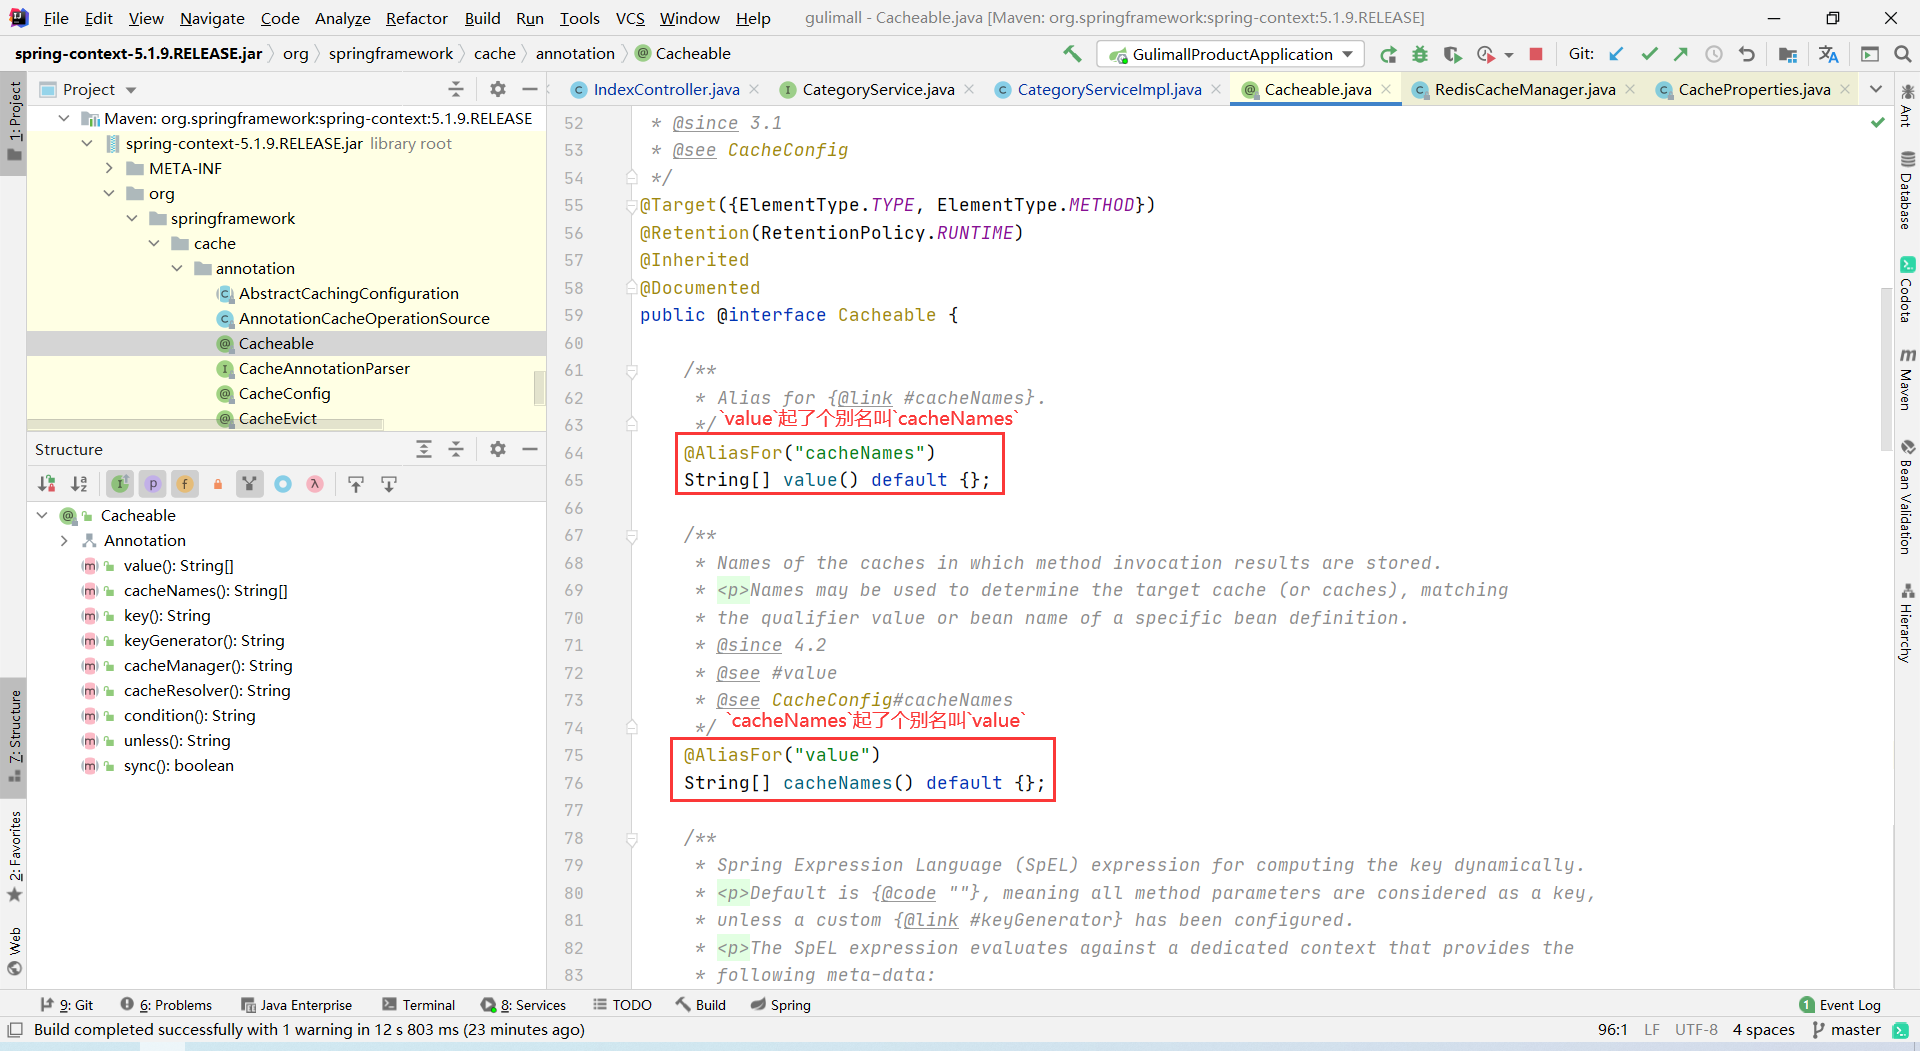 File Edit View Navigate Code Analyze Refactor Build Run Tools VCS Window Help gulimall - Cacheable.java [Maven: org.springframework:spring-context:5.1.9.RELEASE]
spring-context-5.1.9.RELEASE.jar org springframework cache annotation Cacheable GulimallProductApplication Git:
Project
IndexController.java CategoryService.java CategoryServiceImpl.java Cacheable.java RedisCacheManager.java CacheProperties.java
1: Project
Maven: org.springframework:spring-context:5.1.9.RELEASE
spring-context-5.1.9.RELEASE.jar library root
META-INF
org
springframework
cache
annotation
AbstractCachingConfiguration
AnnotationCacheOperationSource
Cacheable
CacheAnnotationParser
CacheConfig
CacheEvict
Structure
Cacheable
Annotation
value(): String[]
cacheNames(): String[]
key(): String
keyGenerator(): String
cacheManager(): String
cacheResolver(): String
condition(): String
unless(): String
sync(): boolean
7: Structure
2: Favorites
Web
52 * @since 3.1
53 * @see CacheConfig
54 */
55 @Target({ElementType.TYPE, ElementType.METHOD})
56 @Retention(RetentionPolicy.RUNTIME)
57 @Inherited
58 @Documented
59 public @interface Cacheable {
60
61 /**
62 * Alias for {@link #cacheNames}.
63 */ `value`起了个别名叫`cacheNames`
64 @AliasFor("cacheNames")
65 String[] value() default {};
66
67 /**
68 * Names of the caches in which method invocation results are stored.
69 * <p>Names may be used to determine the target cache (or caches), matching
70 * the qualifier value or bean name of a specific bean definition.
71 * @since 4.2
72 * @see #value
73 * @see CacheConfig#cacheNames
74 */ `cacheNames`起了个别名叫`value`
75 @AliasFor("value")
76 String[] cacheNames() default {};
77
78 /**
79 * Spring Expression Language (SpEL) expression for computing the key dynamically.
80 * <p>Default is {@code ""}, meaning all method parameters are considered as a key,
81 * unless a custom {@link #keyGenerator} has been configured.
82 * <p>The SpEL expression evaluates against a dedicated context that provides the
83 * following meta-data:
Ant
Database
Codota
Maven
Bean Validation
Hierarchy
9: Git 6: Problems Java Enterprise Terminal 8: Services TODO Build Spring 1 Event Log
Build completed successfully with 1 warning in 12 s 803 ms (23 minutes ago) 96:1 LF UTF-8 4 spaces master